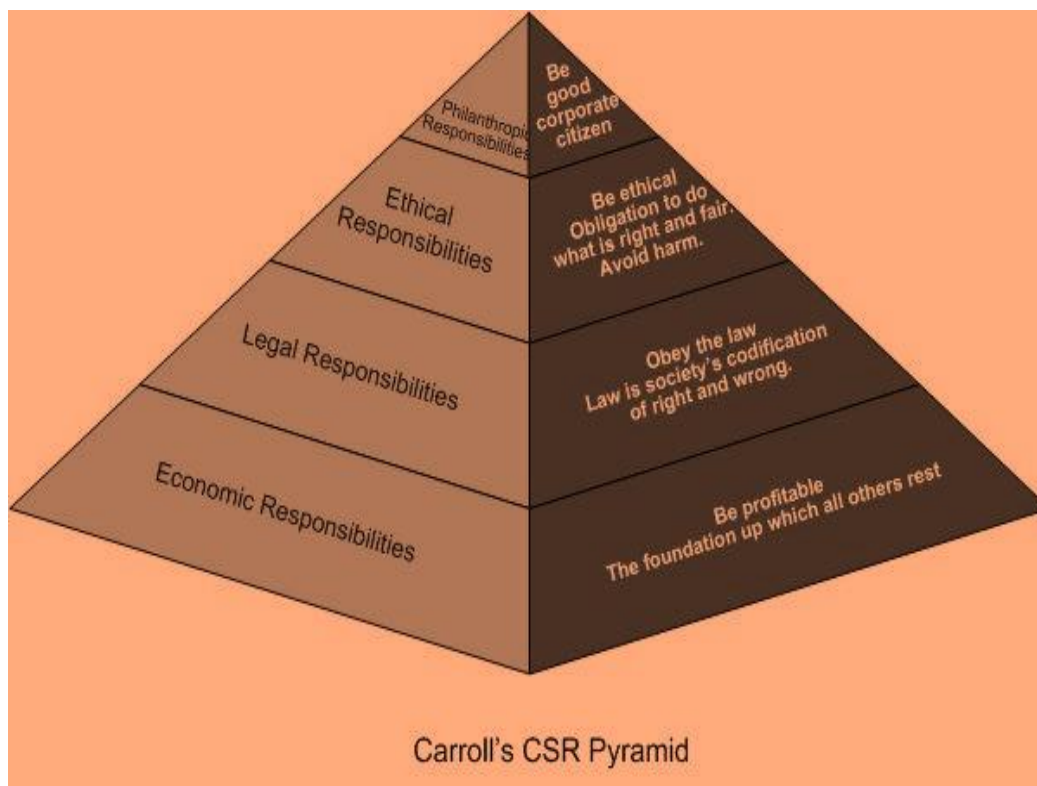 Philanthropic
Responsibilities
Be
good
corporate
citizen
Ethical
Responsibilities
Be ethical
Obligation to do
what is right and fair.
Avoid harm.
Legal Responsibilities
Obey the law
Law is society's codification
of right and wrong.
Economic Responsibilities
Be profitable
The foundation up which all others rest
Carroll's CSR Pyramid